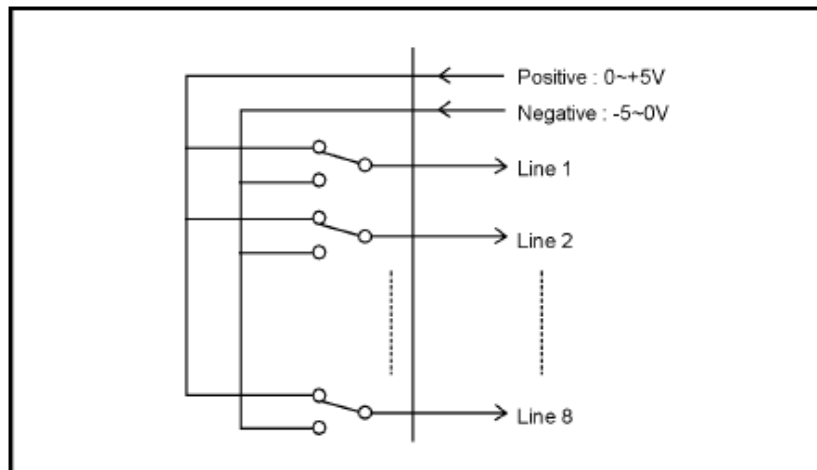 Positive : 0~+5V
Negative : -5~0V
Line 1
Line 2
Line 8